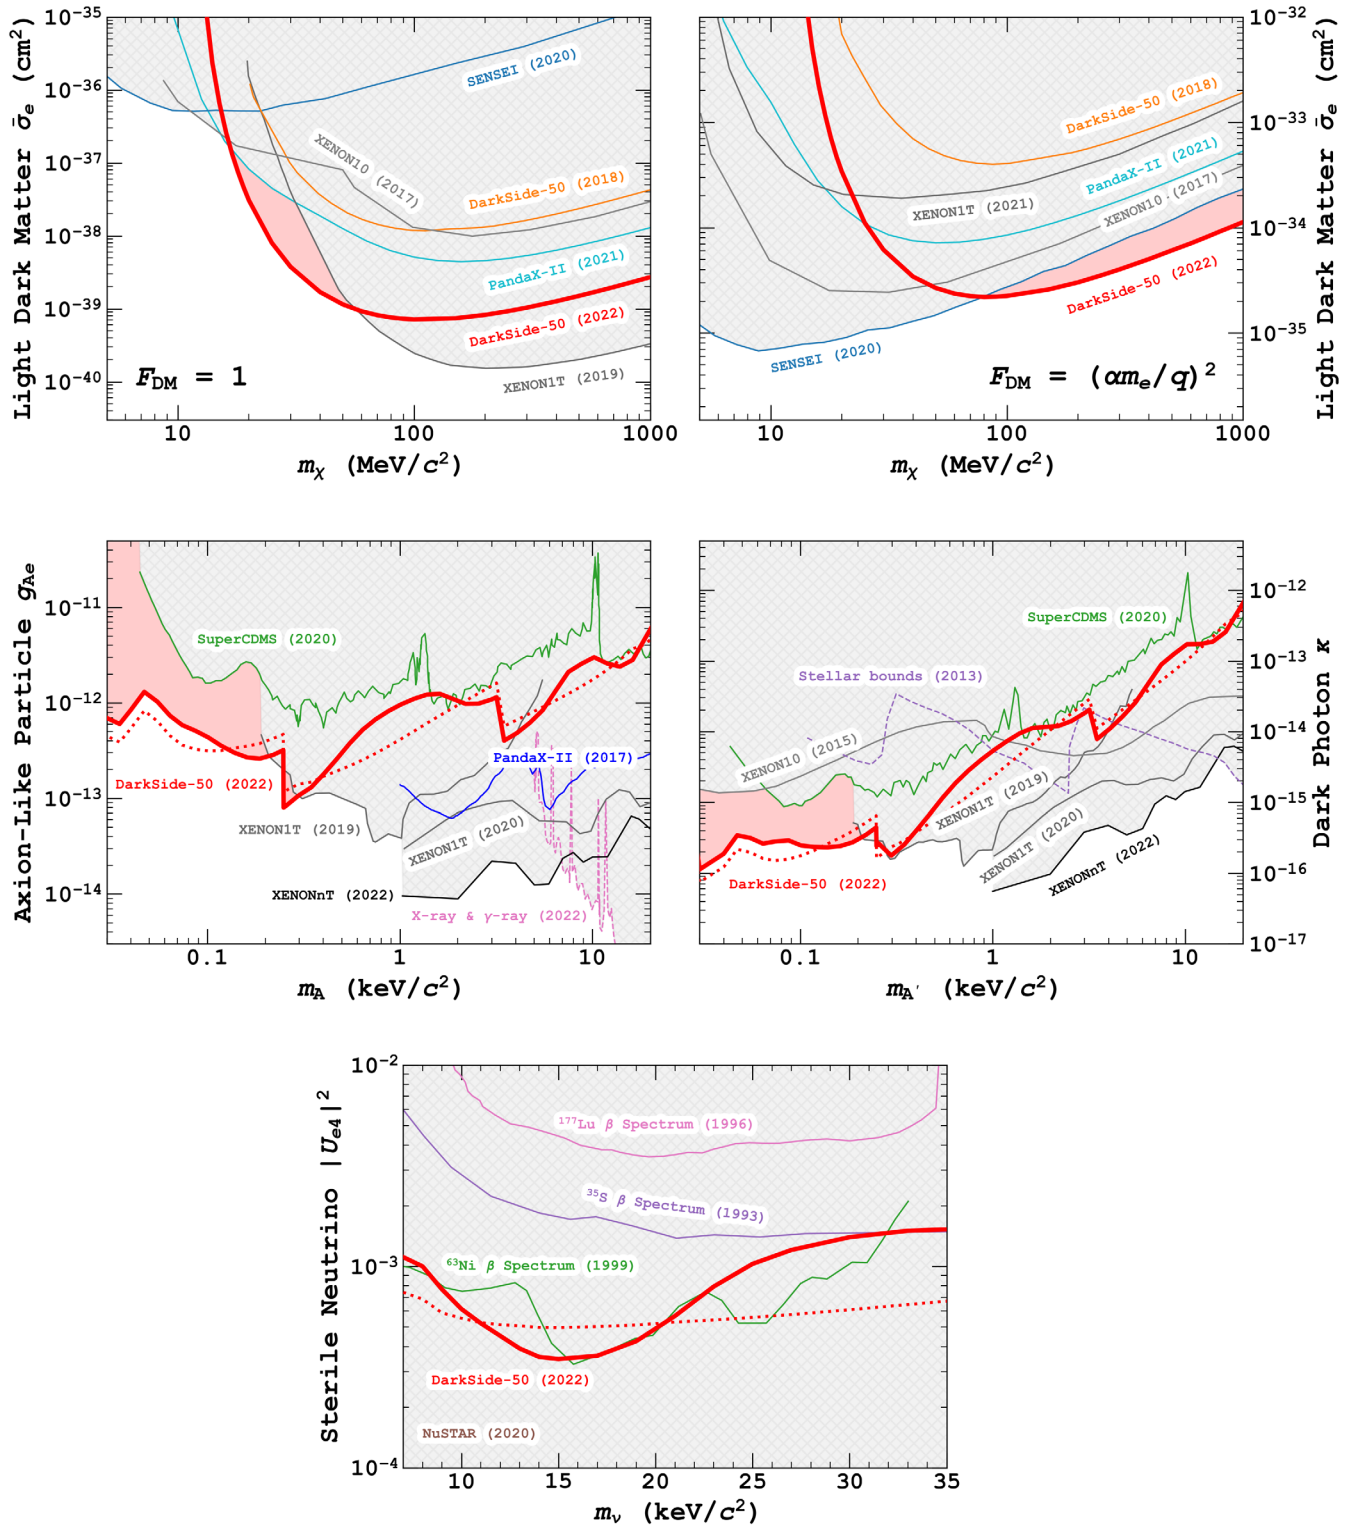 Light Dark Matter σ̄e (cm²)
10⁻³⁵
10⁻³⁶
10⁻³⁷
10⁻³⁸
10⁻³⁹
10⁻⁴⁰
SENSEI (2020)
XENON10 (2017)
DarkSide-50 (2018)
PandaX-II (2021)
DarkSide-50 (2022)
XENON1T (2019)
F_DM = 1
10 100 1000
mχ (MeV/c²)
10⁻³²
10⁻³³
10⁻³⁴
10⁻³⁵
Light Dark Matter σ̄e (cm²)
DarkSide-50 (2018)
PandaX-II (2021)
XENON10 (2017)
XENON1T (2021)
DarkSide-50 (2022)
SENSEI (2020)
F_DM = (αme/q)²
10 100 1000
mχ (MeV/c²)
Axion-Like Particle gAe
10⁻¹¹
10⁻¹²
10⁻¹³
10⁻¹⁴
SuperCDMS (2020)
PandaX-II (2017)
DarkSide-50 (2022)
XENON1T (2019)
XENON1T (2020)
XENONnT (2022)
X-ray & γ-ray (2022)
0.1 1 10
mA (keV/c²)
10⁻¹²
10⁻¹³
10⁻¹⁴
10⁻¹⁵
10⁻¹⁶
10⁻¹⁷
Dark Photon κ
SuperCDMS (2020)
Stellar bounds (2013)
XENON10 (2015)
XENON1T (2019)
XENON1T (2020)
XENONnT (2022)
DarkSide-50 (2022)
0.1 1 10
mA′ (keV/c²)
Sterile Neutrino |Ue4|²
10⁻²
10⁻³
10⁻⁴
¹⁷⁷Lu β Spectrum (1996)
³⁵S β Spectrum (1993)
⁶³Ni β Spectrum (1999)
DarkSide-50 (2022)
NuSTAR (2020)
10 15 20 25 30 35
mν (keV/c²)